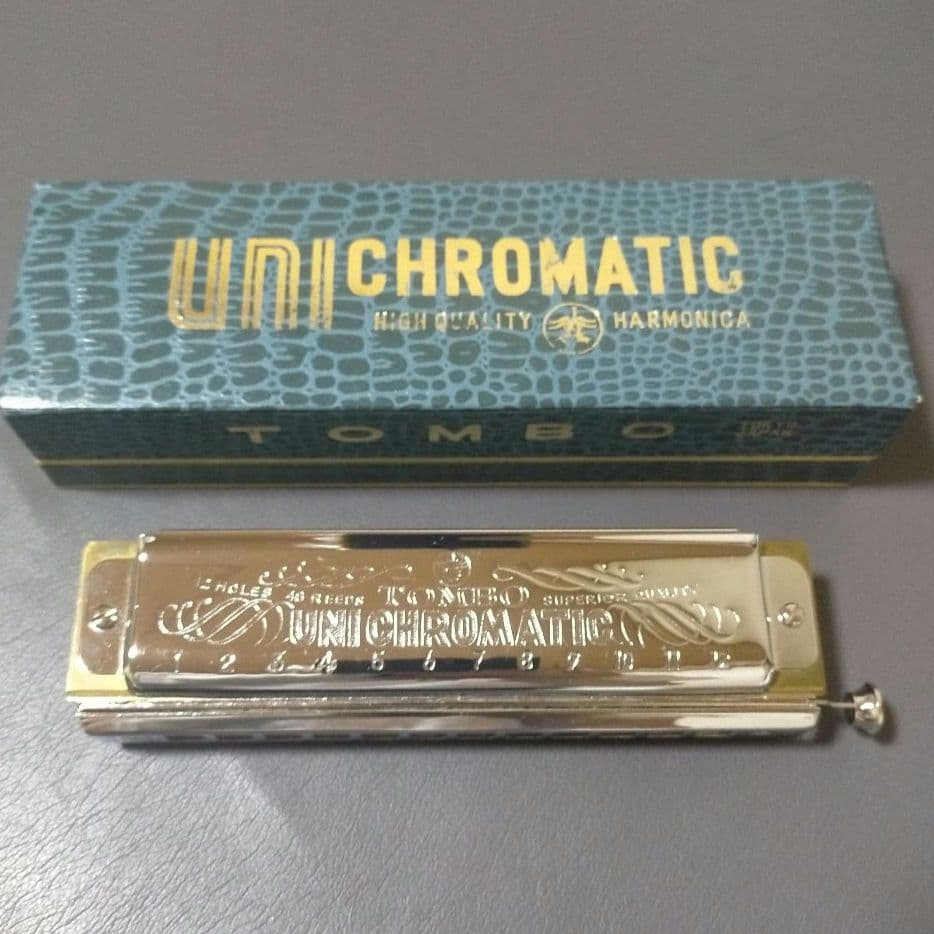 UNI CHROMATIC
HIGH QUALITY HARMONICA
TOMBO
12 HOLES 48 REEDS TOMBO SUPERIOR QUALITY
UNI CHROMATIC
1 2 3 4 5 6 7 8 9 10 11 12